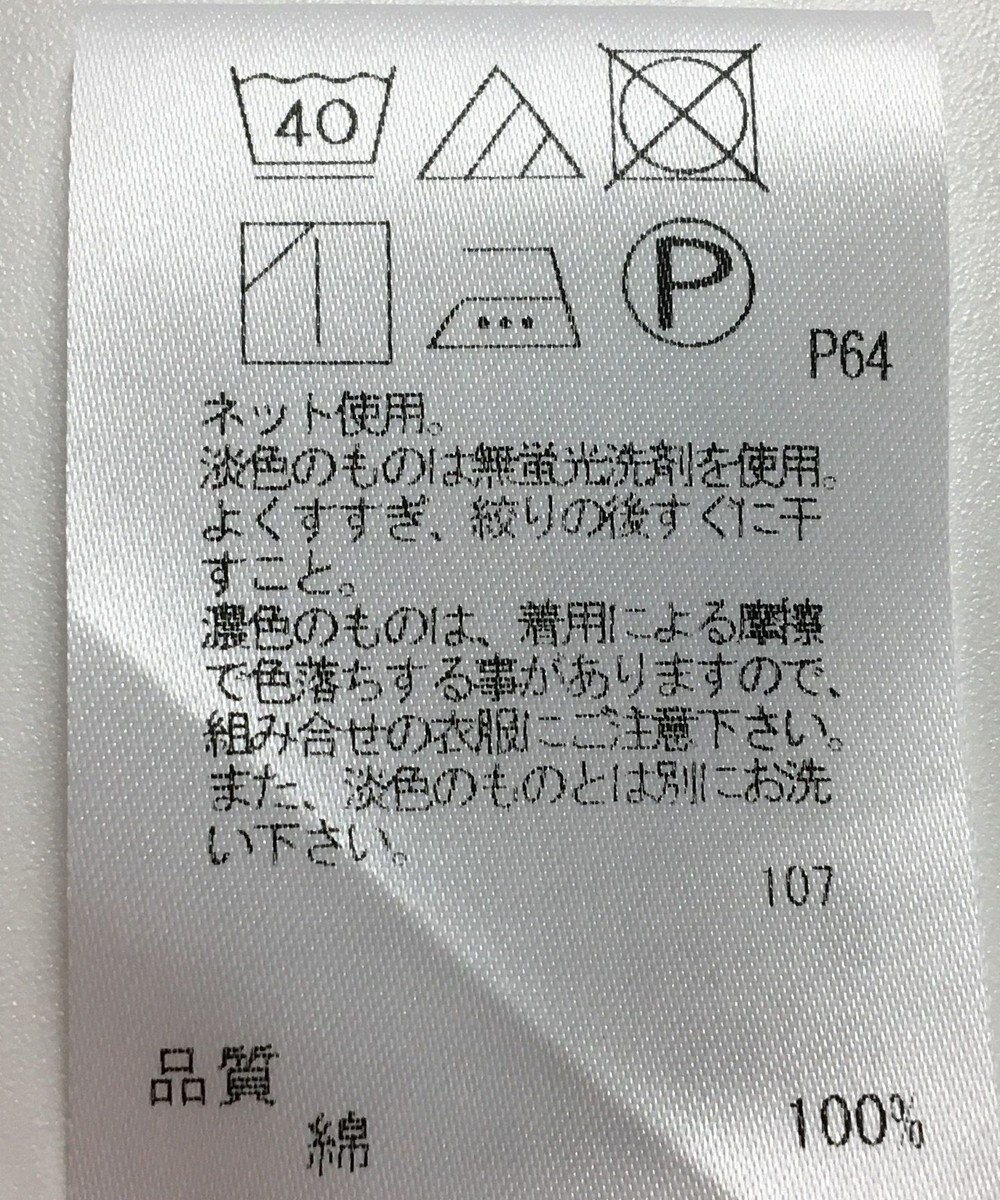 40
P
P64
ネット使用。
淡色のものは無蛍光洗剤を使用。
よくすすぎ、絞りの後すぐに干
すこと。
濃色のものは、着用による摩擦
で色落ちする事がありますので、
組み合せの衣服にご注意下さい。
また、淡色のものとは別にお洗
い下さい。
107
品質
綿 100%